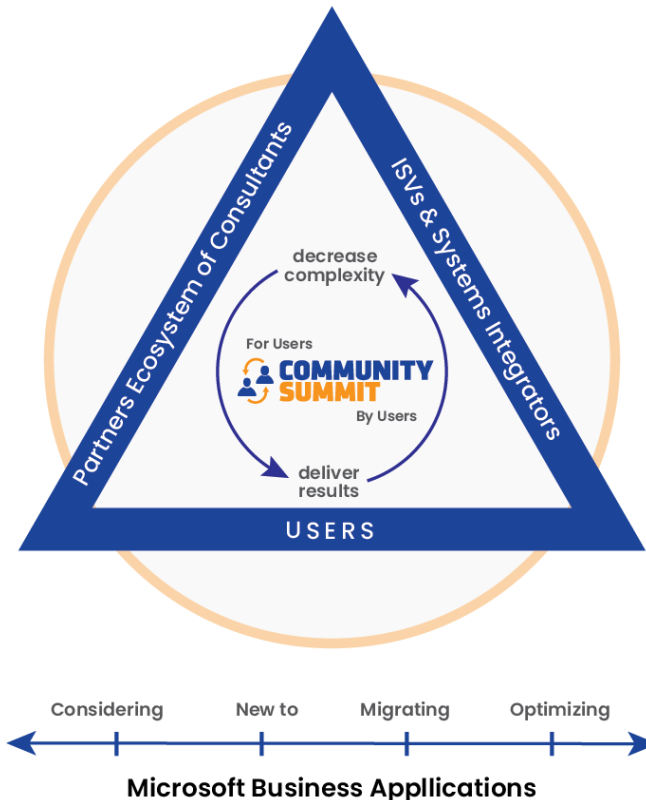 Partners Ecosystem of Consultants
ISVs & Systems Integrators
decrease
complexity
For Users
COMMUNITY
SUMMIT
By Users
deliver
results
USERS
Considering
New to
Migrating
Optimizing
Microsoft Business Appllications